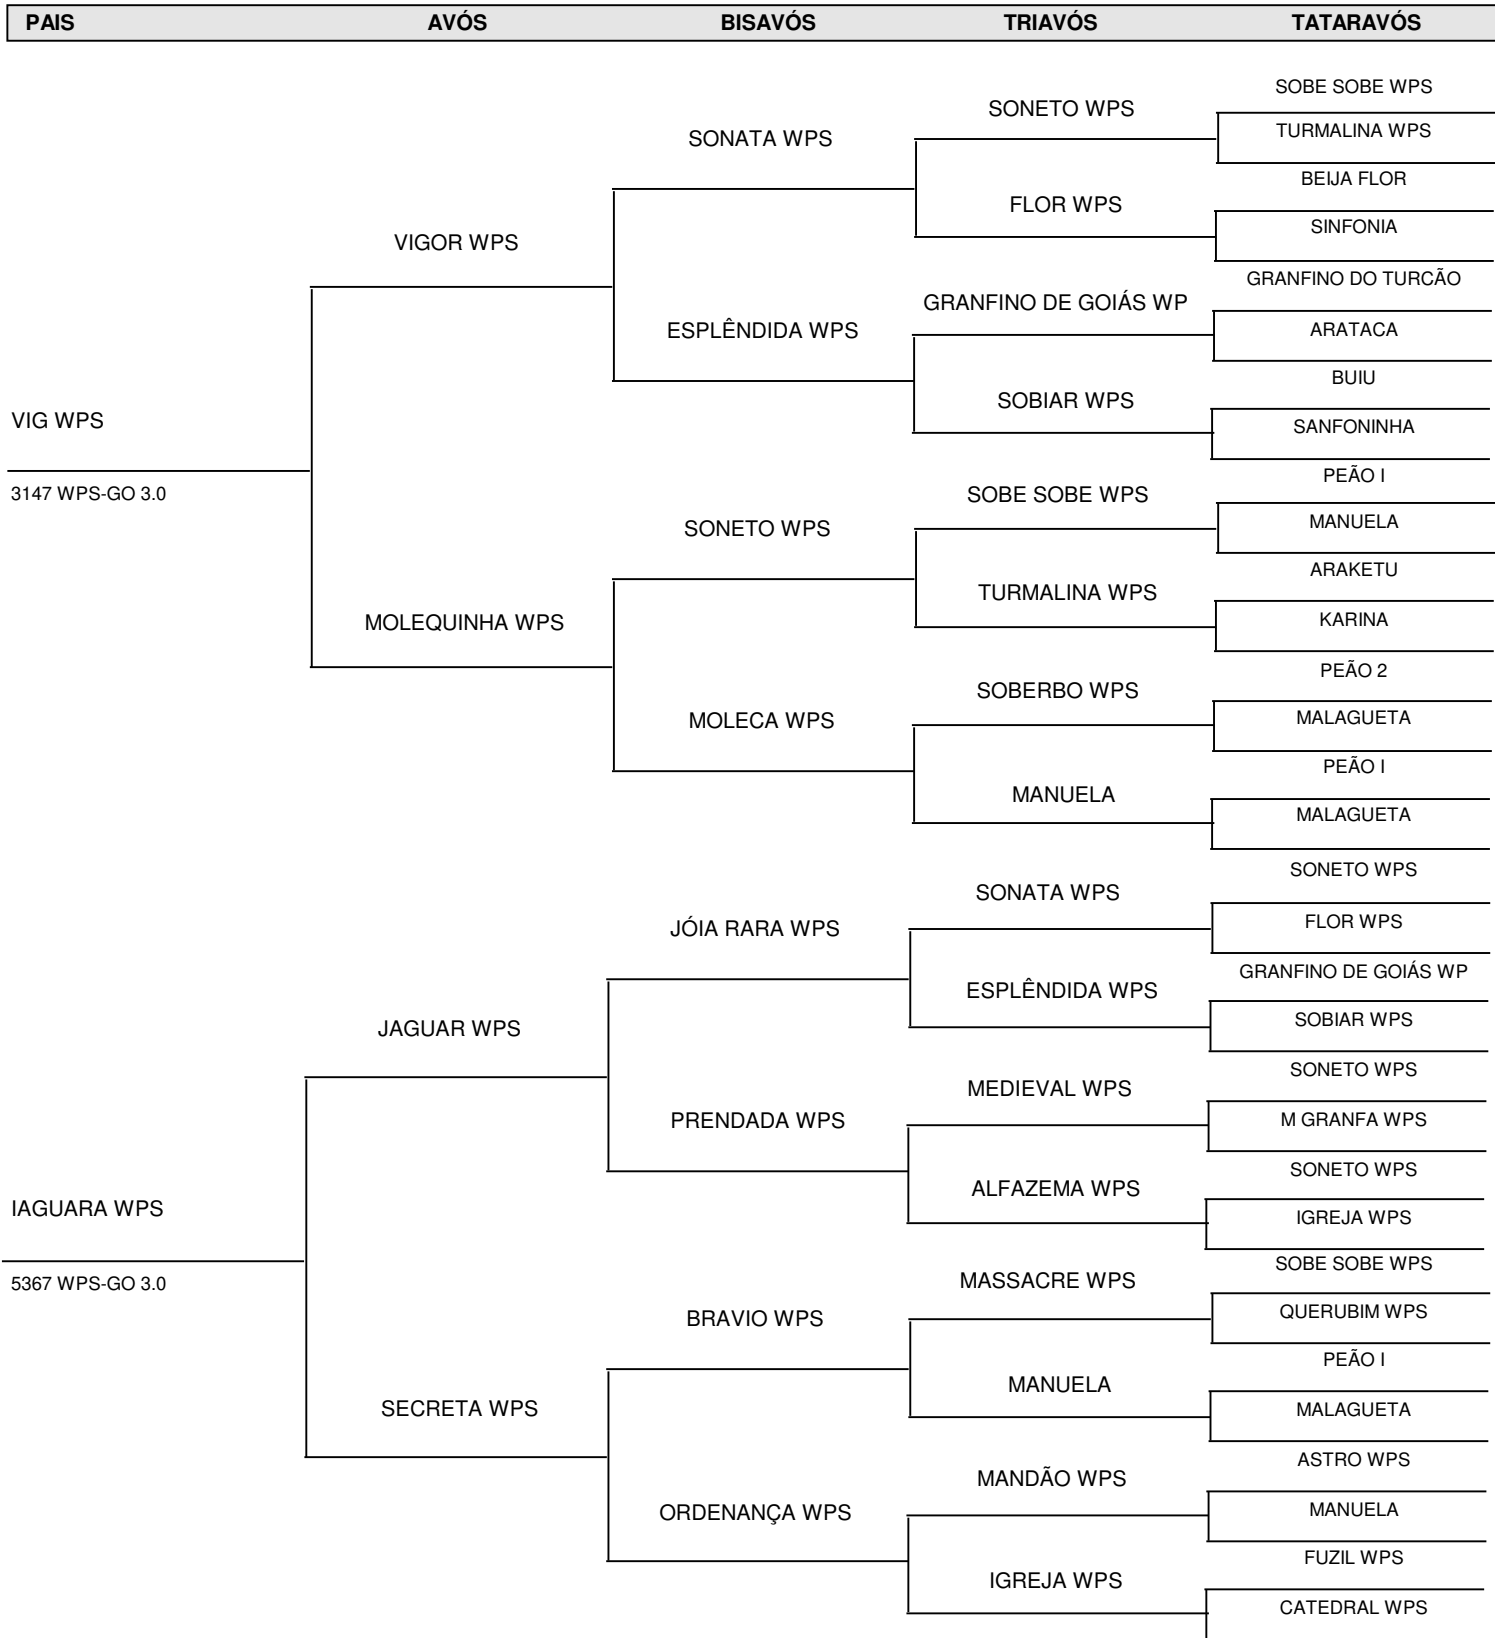 PAIS AVÓS BISAVÓS TRIAVÓS TATARAVÓS
SOBE SOBE WPS
SONETO WPS
TURMALINA WPS
SONATA WPS
BEIJA FLOR
FLOR WPS
SINFONIA
VIGOR WPS
GRANFINO DO TURCÃO
GRANFINO DE GOIÁS WP
ESPLÊNDIDA WPS
ARATACA
BUIU
SOBIAR WPS
VIG WPS
SANFONINHA
PEÃO I
3147 WPS-GO 3.0
SOBE SOBE WPS
SONETO WPS
MANUELA
ARAKETU
TURMALINA WPS
MOLEQUINHA WPS
KARINA
PEÃO 2
SOBERBO WPS
MOLECA WPS
MALAGUETA
PEÃO I
MANUELA
MALAGUETA
SONETO WPS
SONATA WPS
JÓIA RARA WPS
FLOR WPS
GRANFINO DE GOIÁS WP
ESPLÊNDIDA WPS
JAGUAR WPS
SOBIAR WPS
SONETO WPS
MEDIEVAL WPS
PRENDADA WPS
M GRANFA WPS
SONETO WPS
ALFAZEMA WPS
IAGUARA WPS
IGREJA WPS
SOBE SOBE WPS
5367 WPS-GO 3.0
MASSACRE WPS
BRAVIO WPS
QUERUBIM WPS
PEÃO I
MANUELA
SECRETA WPS
MALAGUETA
ASTRO WPS
MANDÃO WPS
ORDENANÇA WPS
MANUELA
FUZIL WPS
IGREJA WPS
CATEDRAL WPS